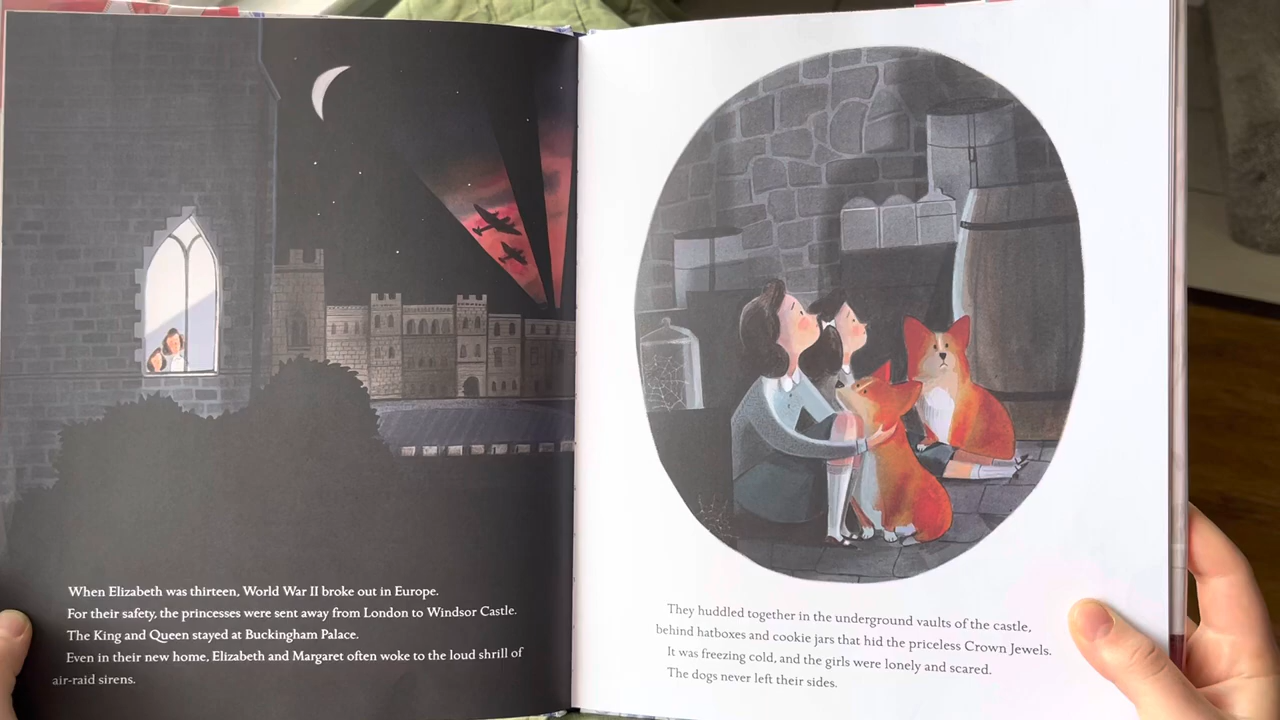 When Elizabeth was thirteen, World War II broke out in Europe.
For their safety, the princesses were sent away from London to Windsor Castle.
The King and Queen stayed at Buckingham Palace.
Even in their new home, Elizabeth and Margaret often woke to the loud shrill of
air-raid sirens.
They huddled together in the underground vaults of the castle,
behind hatboxes and cookie jars that hid the priceless Crown Jewels.
It was freezing cold, and the girls were lonely and scared.
The dogs never left their sides.